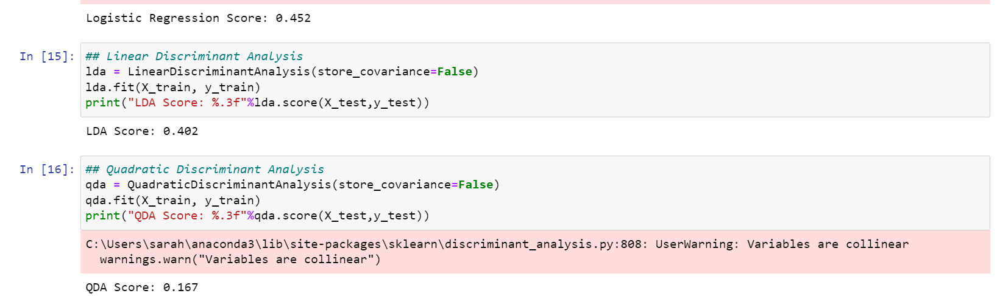 Logistic Regression Score: 0.452
In [15]:
## Linear Discriminant Analysis
lda = LinearDiscriminantAnalysis(store_covariance=False)
lda.fit(X_train, y_train)
print("LDA Score: %.3f"%lda.score(X_test,y_test))
LDA Score: 0.402
In [16]:
## Quadratic Discriminant Analysis
qda = QuadraticDiscriminantAnalysis(store_covariance=False)
qda.fit(X_train, y_train)
print("QDA Score: %.3f"%qda.score(X_test,y_test))
C:\Users\sarah\anaconda3\lib\site-packages\sklearn\discriminant_analysis.py:808: UserWarning: Variables are collinear
  warnings.warn("Variables are collinear")
QDA Score: 0.167